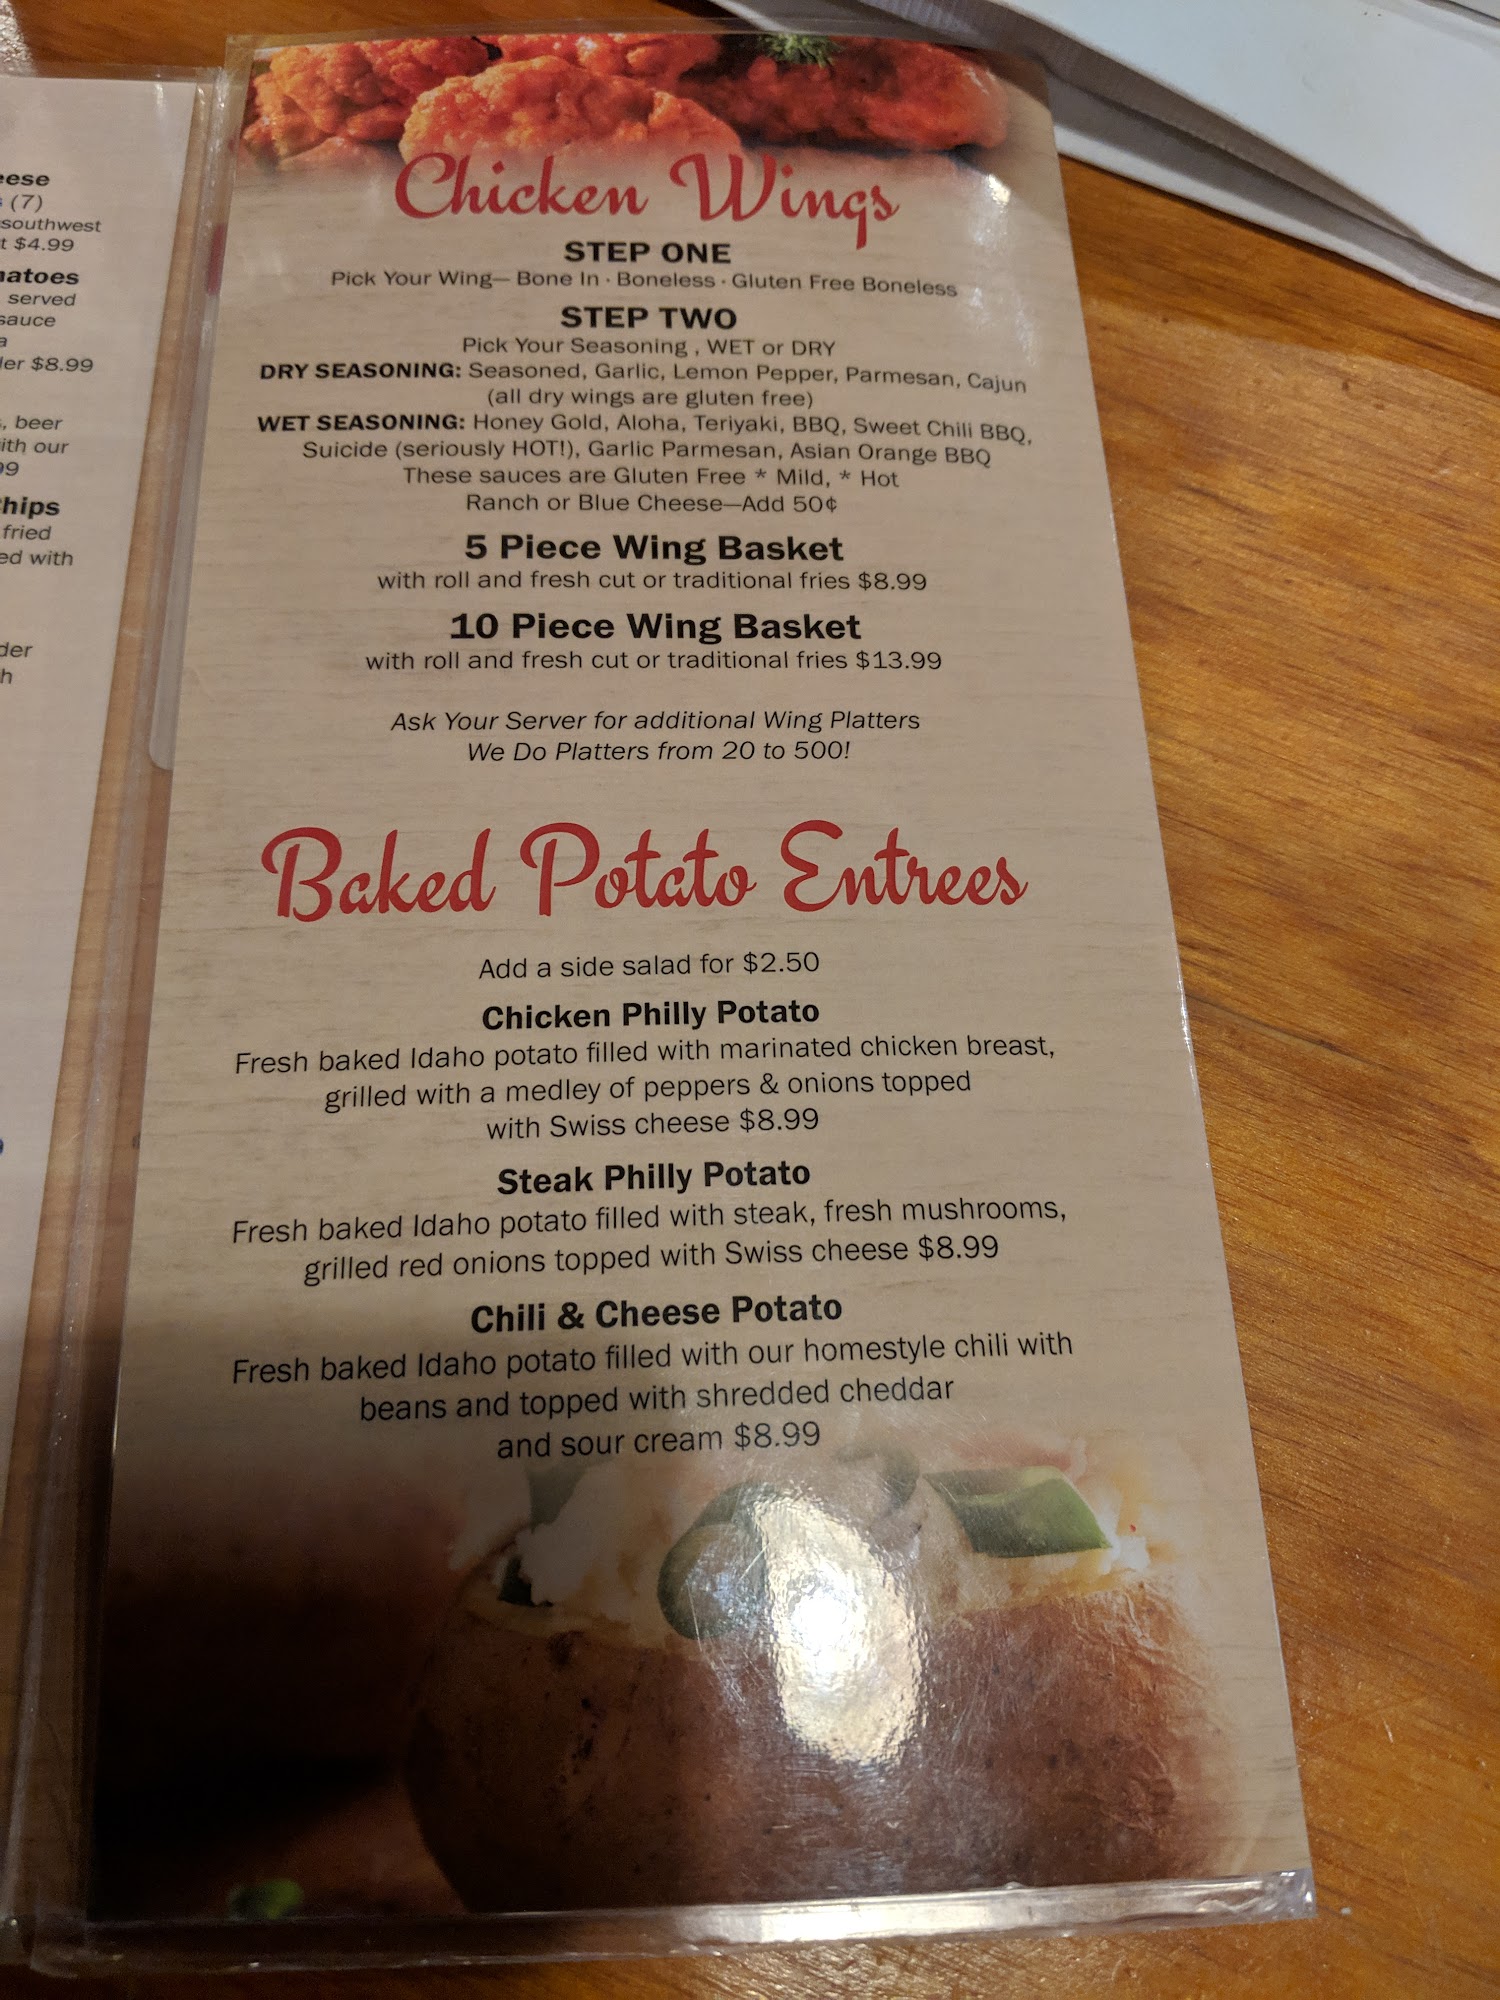 eese
(7)
southwest
t $4.99
natoes
served
sauce
a
der $8.99
, beer
ith our
99
hips
fried
ed with
der
h
Chicken Wings
STEP ONE
Pick Your Wing— Bone In · Boneless · Gluten Free Boneless
STEP TWO
Pick Your Seasoning , WET or DRY
DRY SEASONING: Seasoned, Garlic, Lemon Pepper, Parmesan, Cajun
(all dry wings are gluten free)
WET SEASONING: Honey Gold, Aloha, Teriyaki, BBQ, Sweet Chili BBQ,
Suicide (seriously HOT!), Garlic Parmesan, Asian Orange BBQ
These sauces are Gluten Free * Mild, * Hot
Ranch or Blue Cheese—Add 50¢
5 Piece Wing Basket
with roll and fresh cut or traditional fries $8.99
10 Piece Wing Basket
with roll and fresh cut or traditional fries $13.99
Ask Your Server for additional Wing Platters
We Do Platters from 20 to 500!
Baked Potato Entrees
Add a side salad for $2.50
Chicken Philly Potato
Fresh baked Idaho potato filled with marinated chicken breast,
grilled with a medley of peppers & onions topped
with Swiss cheese $8.99
Steak Philly Potato
Fresh baked Idaho potato filled with steak, fresh mushrooms,
grilled red onions topped with Swiss cheese $8.99
Chili & Cheese Potato
Fresh baked Idaho potato filled with our homestyle chili with
beans and topped with shredded cheddar
and sour cream $8.99